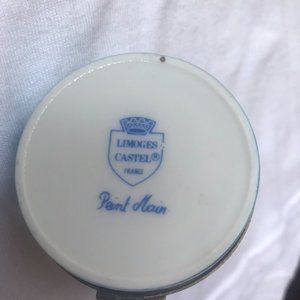 LIMOGES
CASTEL®
FRANCE
Peint Main